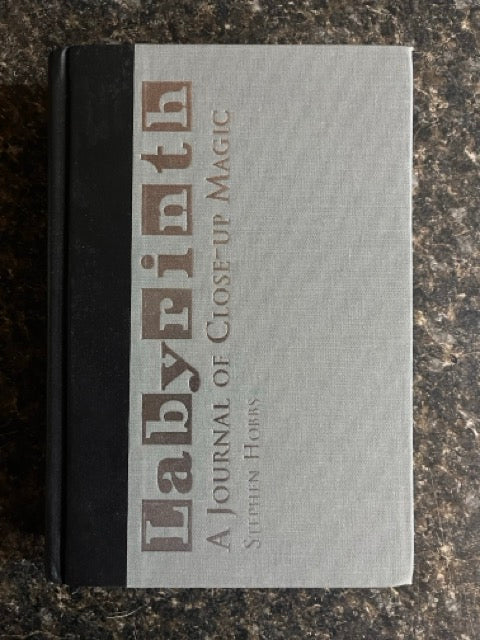 Labyrinth
A Journal of Close-up Magic
Stephen Hobbs